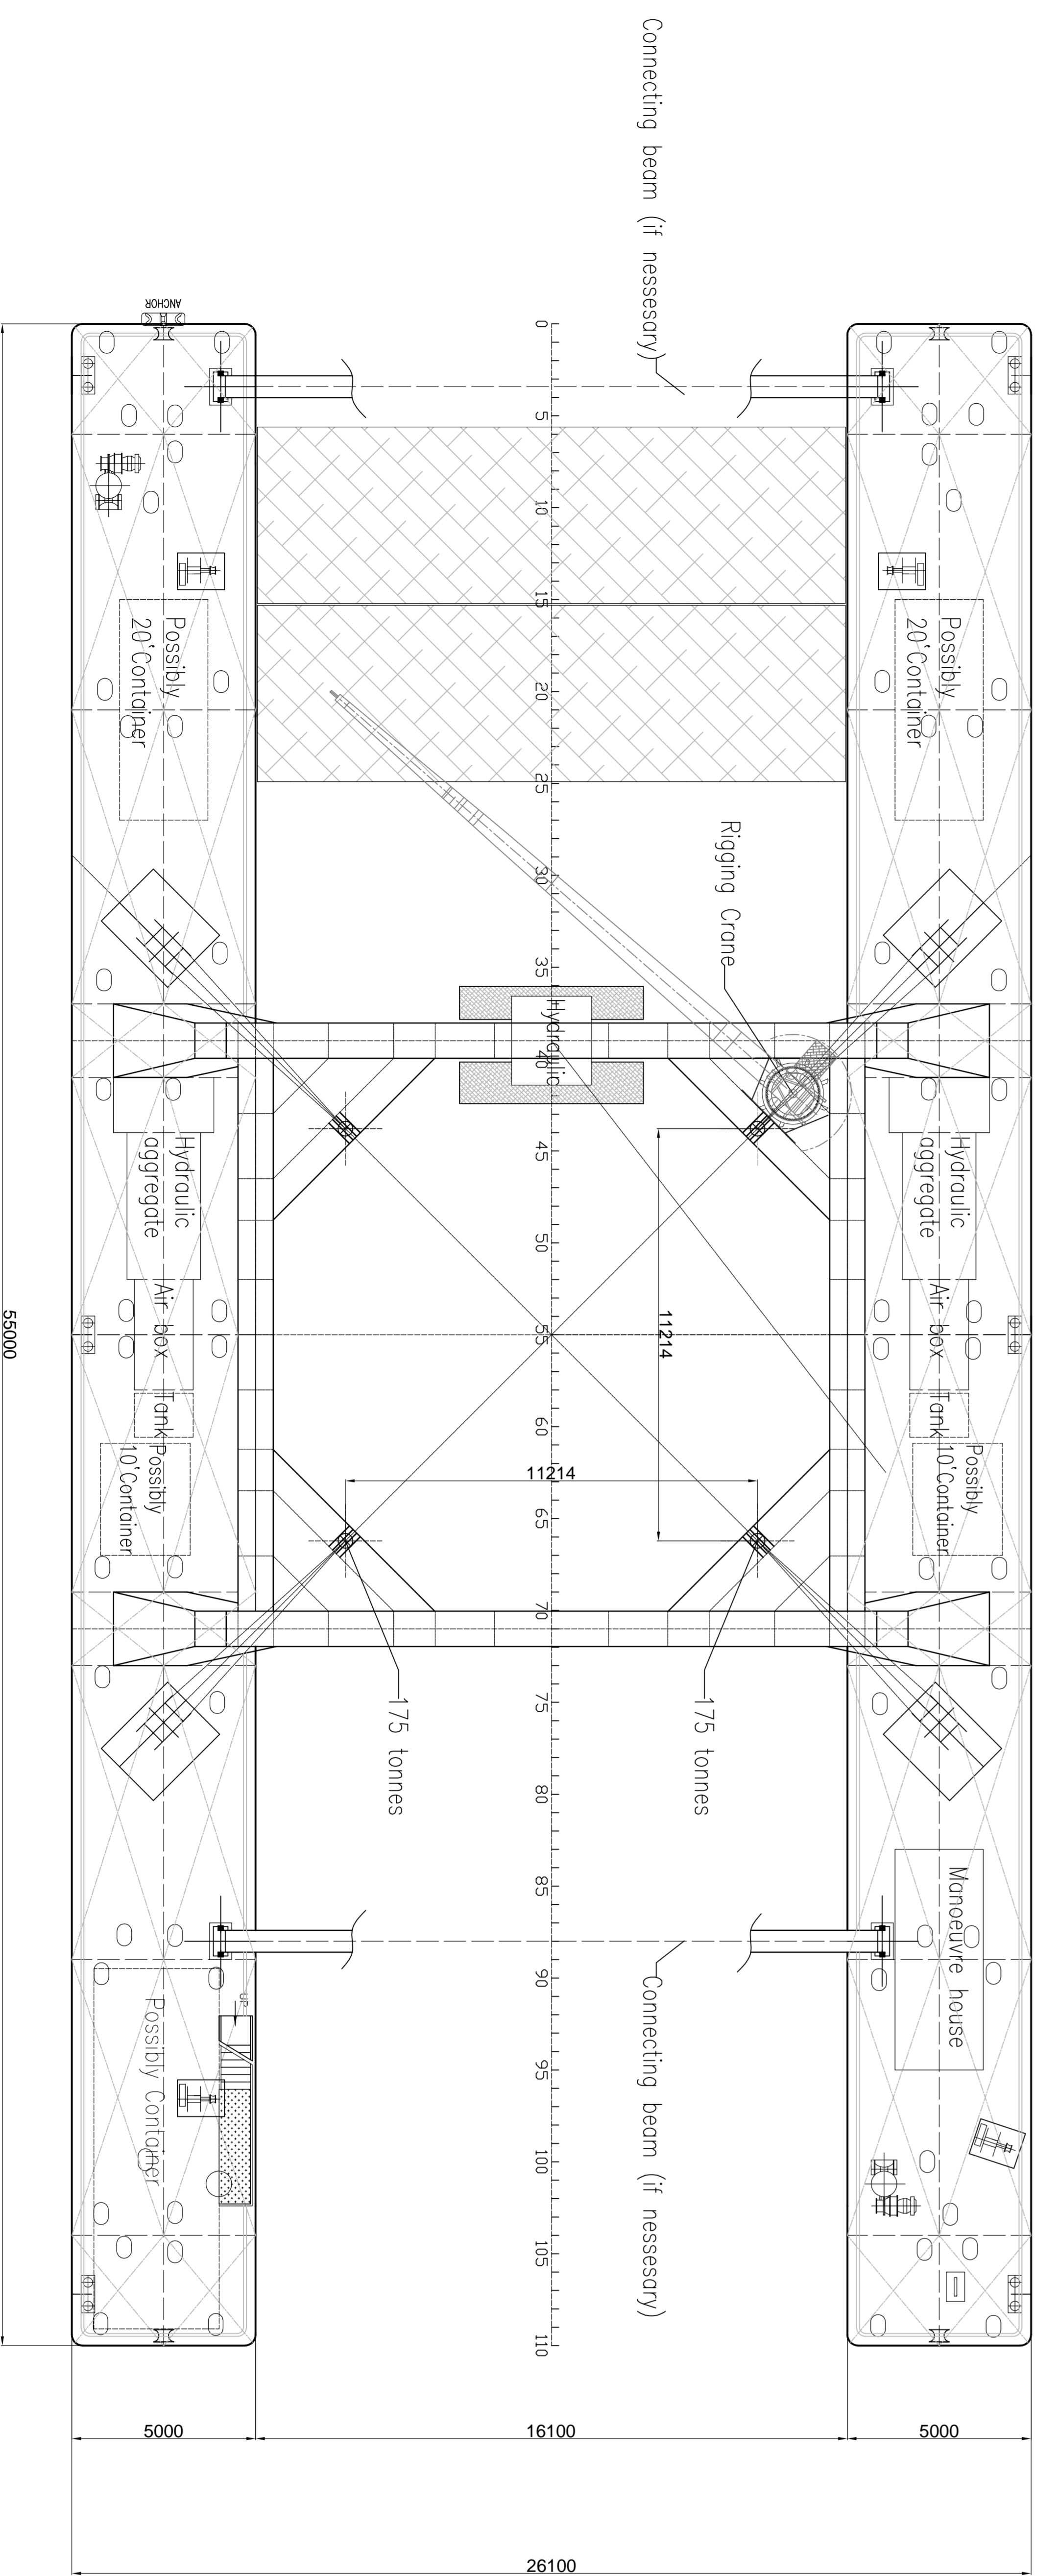 Connecting beam (if nessesary)
ANCHOR
0
5
10
15
20
25
30
35
40
45
50
55
60
65
70
75
80
85
90
95
100
105
110
Possibly
20'Container
Possibly
20'Container
Rigging Crane
Hydraulic
Hydraulic
aggregate
Hydraulic
aggregate
Air box
Air box
Tank
Tank
Possibly
10'Container
Possibly
10'Container
11214
11214
175 tonnes
175 tonnes
Manoeuvre house
UP
Possibly Container
Connecting beam (if nessesary)
55000
5000
16100
5000
26100